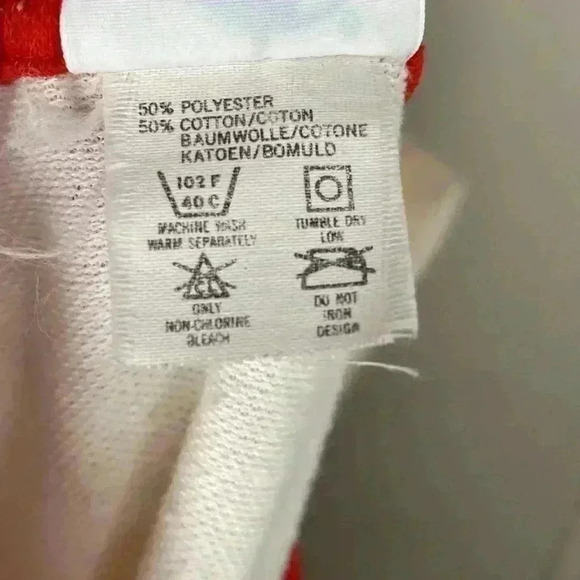 50% POLYESTER
50% COTTON/COTON
BAUMWOLLE/COTONE
KATOEN/BOMULD
102 F
40 C
MACHINE WASH
WARM SEPARATELY
TUMBLE DRY
LOW
CL
ONLY
NON-CHLORINE
BLEACH
DO NOT
IRON
DESIGN